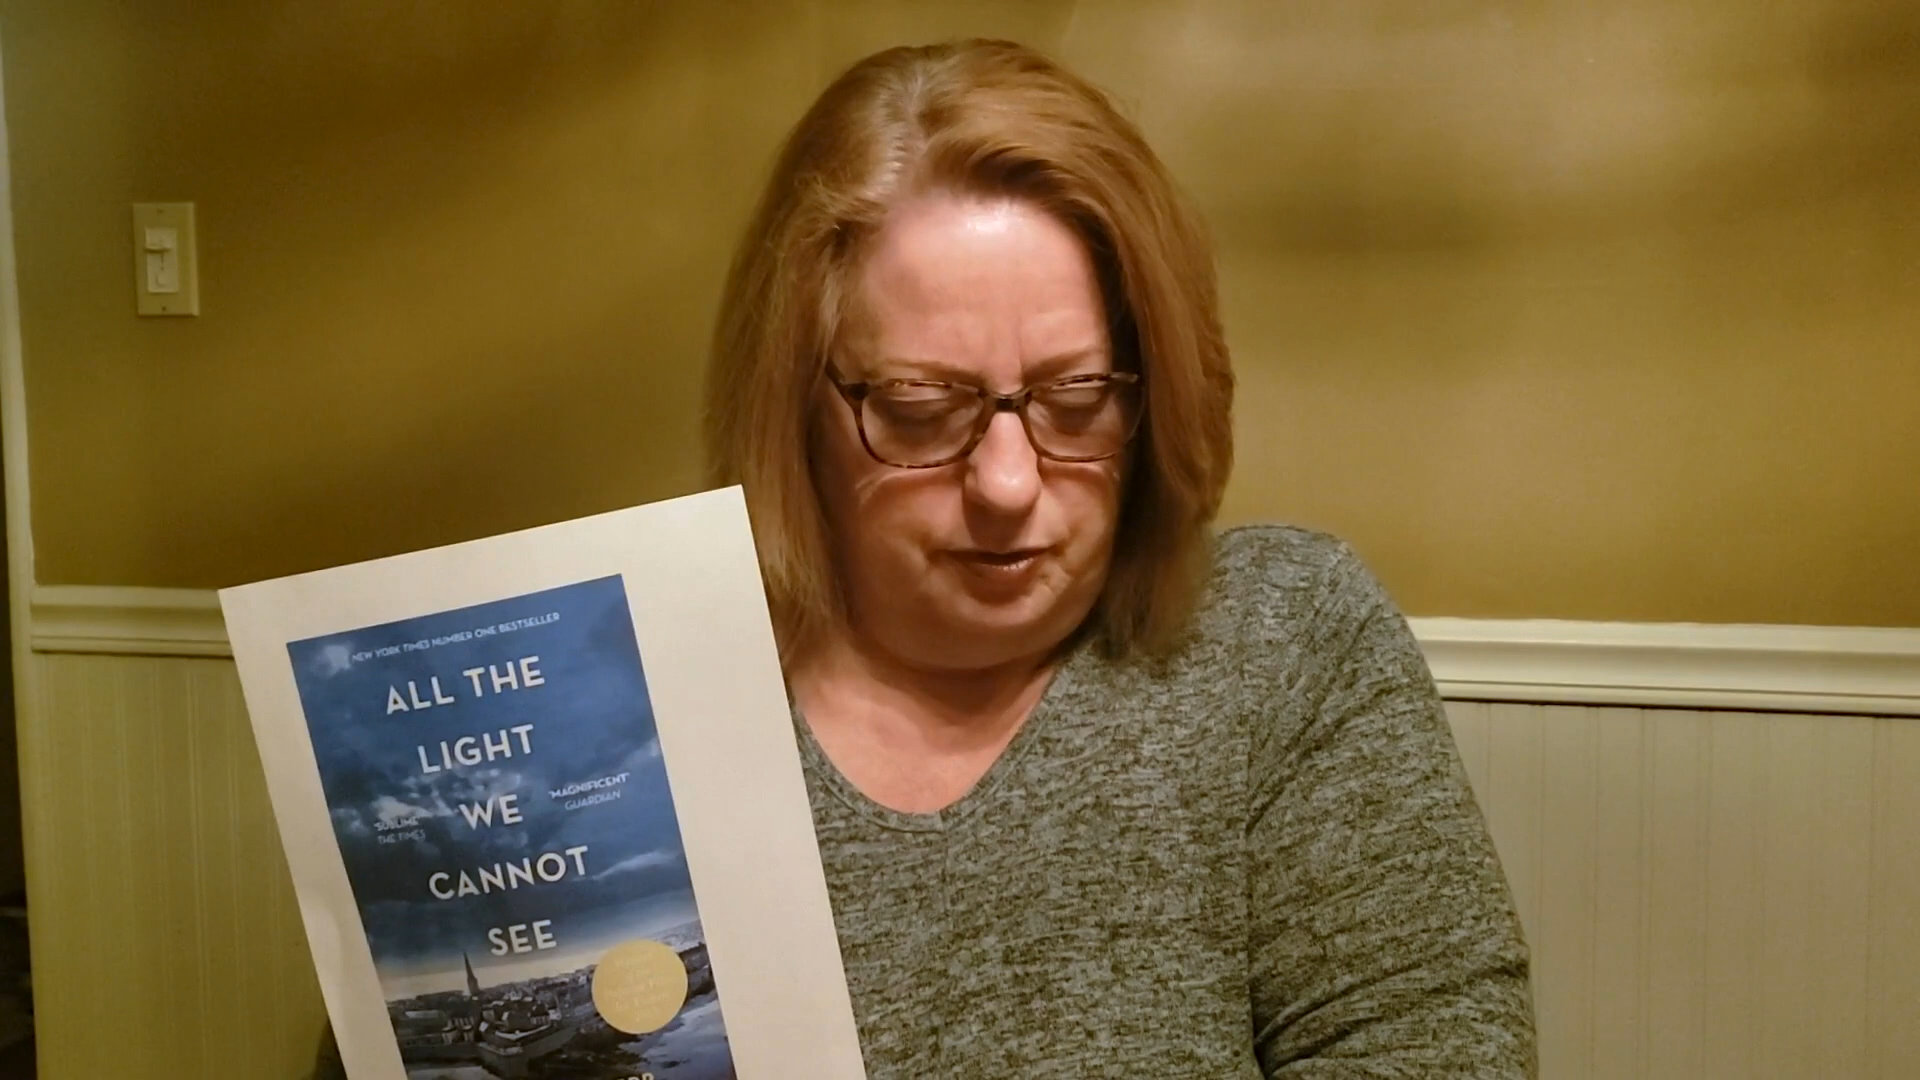 NEW YORK TIMES NUMBER ONE BESTSELLER
ALL THE
LIGHT
"MAGNIFICENT"
GUARDIAN
WE
"SUBLIME"
THE TIMES
CANNOT
SEE